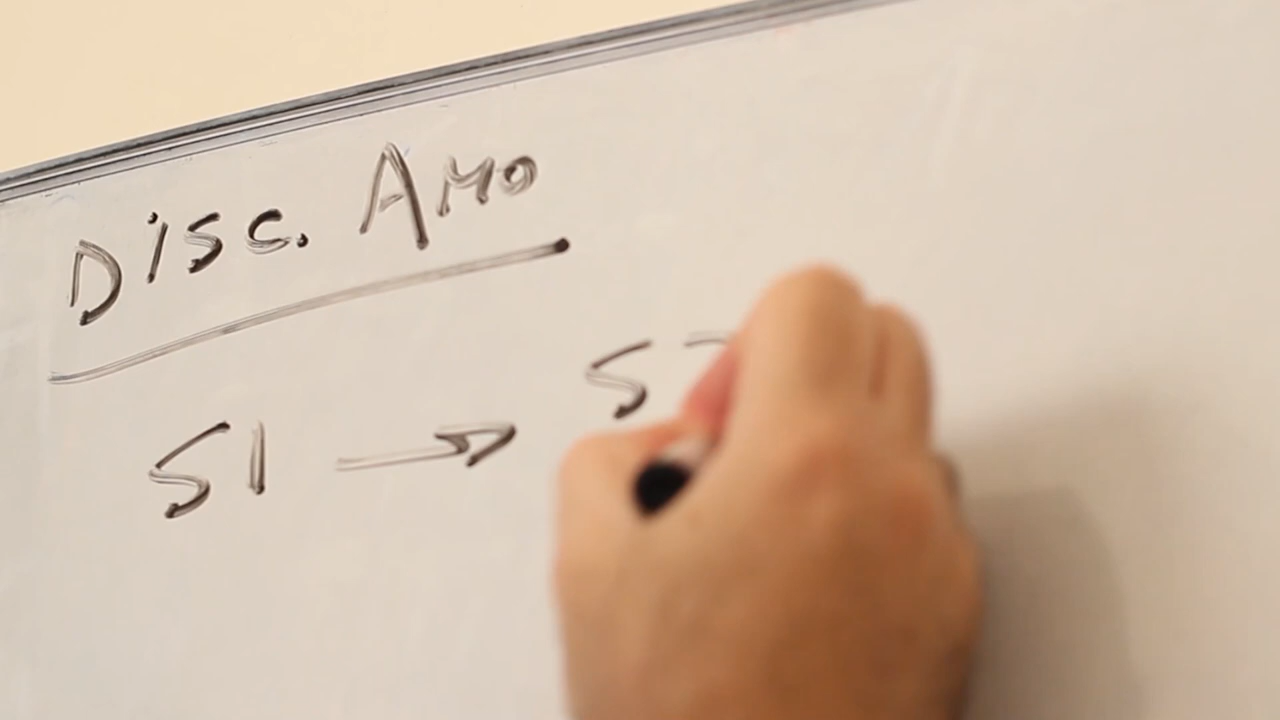 Disc. Amo
S1 → S